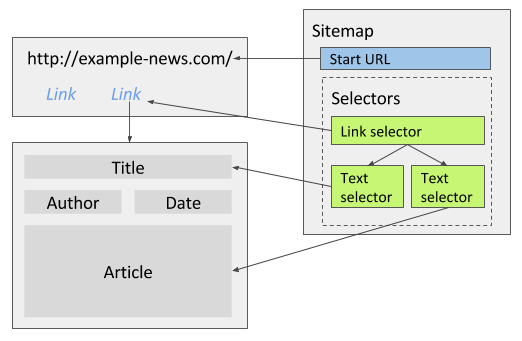 http://example-news.com/
Link Link
Title
Author Date
Article
Sitemap
Start URL
Selectors
Link selector
Text
selector
Text
selector